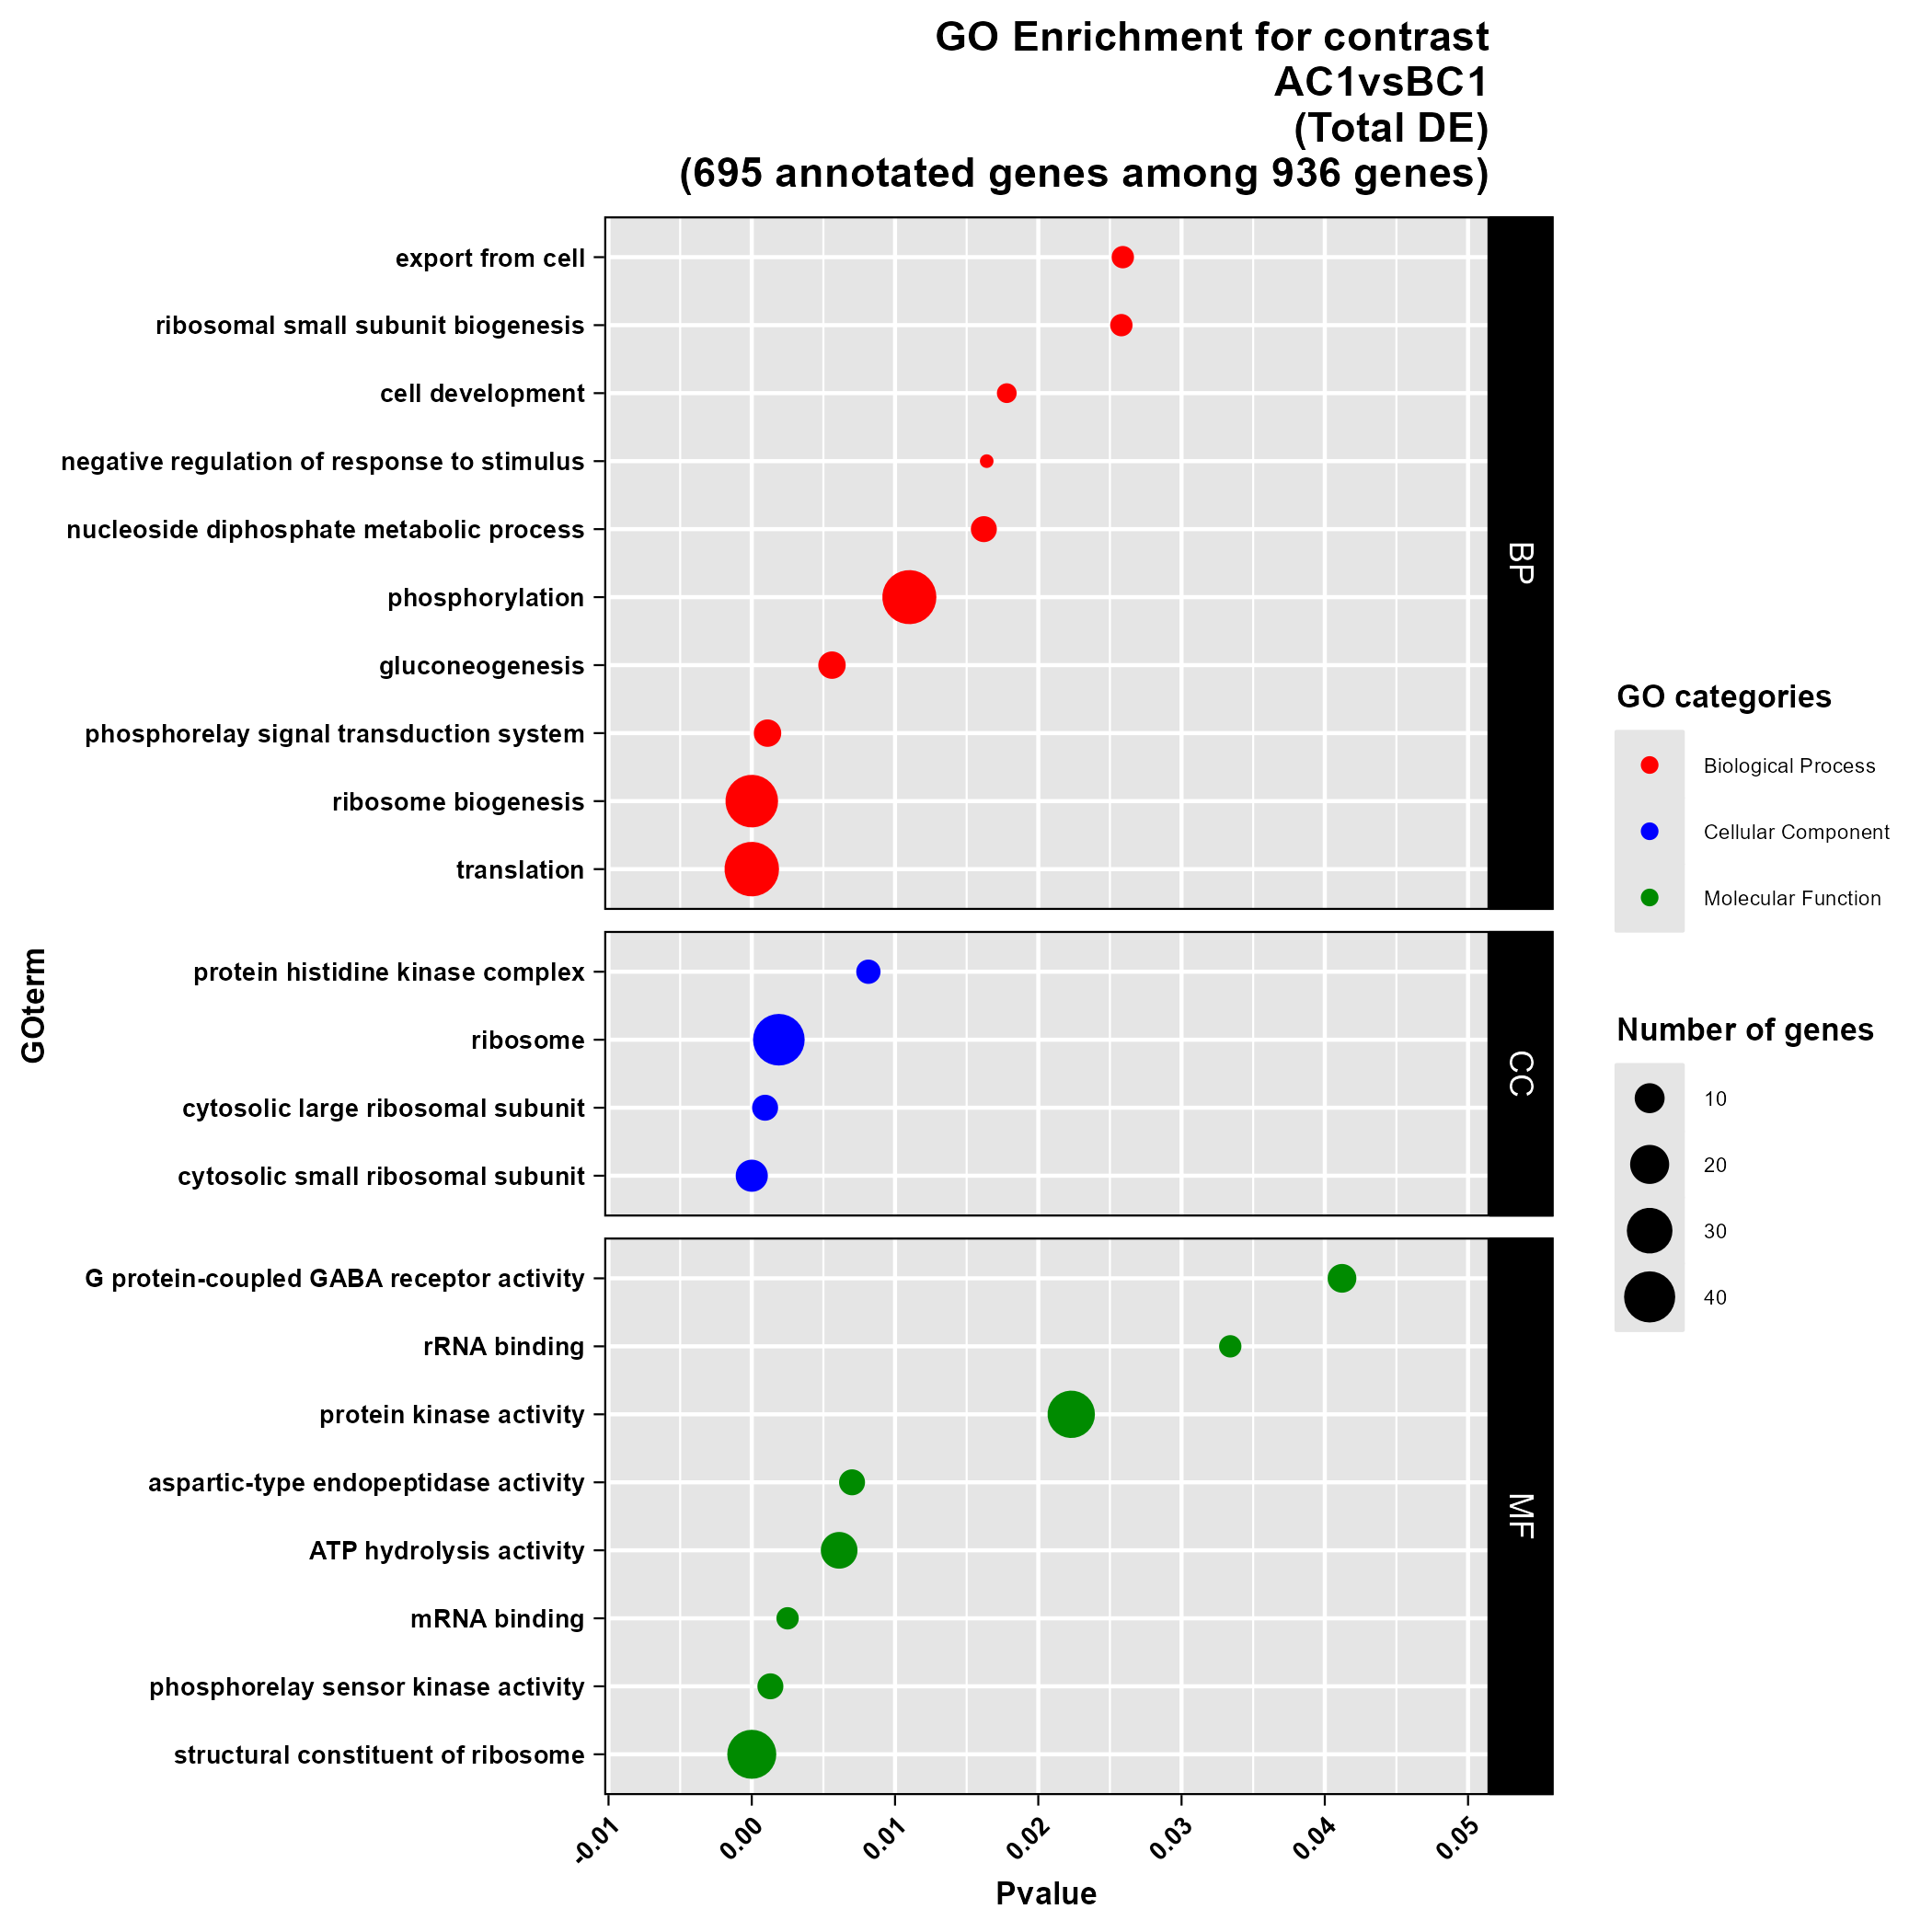 GO Enrichment for contrast
AC1vsBC1
(Total DE)
(695 annotated genes among 936 genes)
export from cell
ribosomal small subunit biogenesis
cell development
negative regulation of response to stimulus
nucleoside diphosphate metabolic process
phosphorylation
gluconeogenesis
phosphorelay signal transduction system
ribosome biogenesis
translation
BP
protein histidine kinase complex
ribosome
cytosolic large ribosomal subunit
cytosolic small ribosomal subunit
CC
G protein-coupled GABA receptor activity
rRNA binding
protein kinase activity
aspartic-type endopeptidase activity
ATP hydrolysis activity
mRNA binding
phosphorelay sensor kinase activity
structural constituent of ribosome
MF
GOterm
-0.01
0.00
0.01
0.02
0.03
0.04
0.05
Pvalue
GO categories
Biological Process
Cellular Component
Molecular Function
Number of genes
10
20
30
40